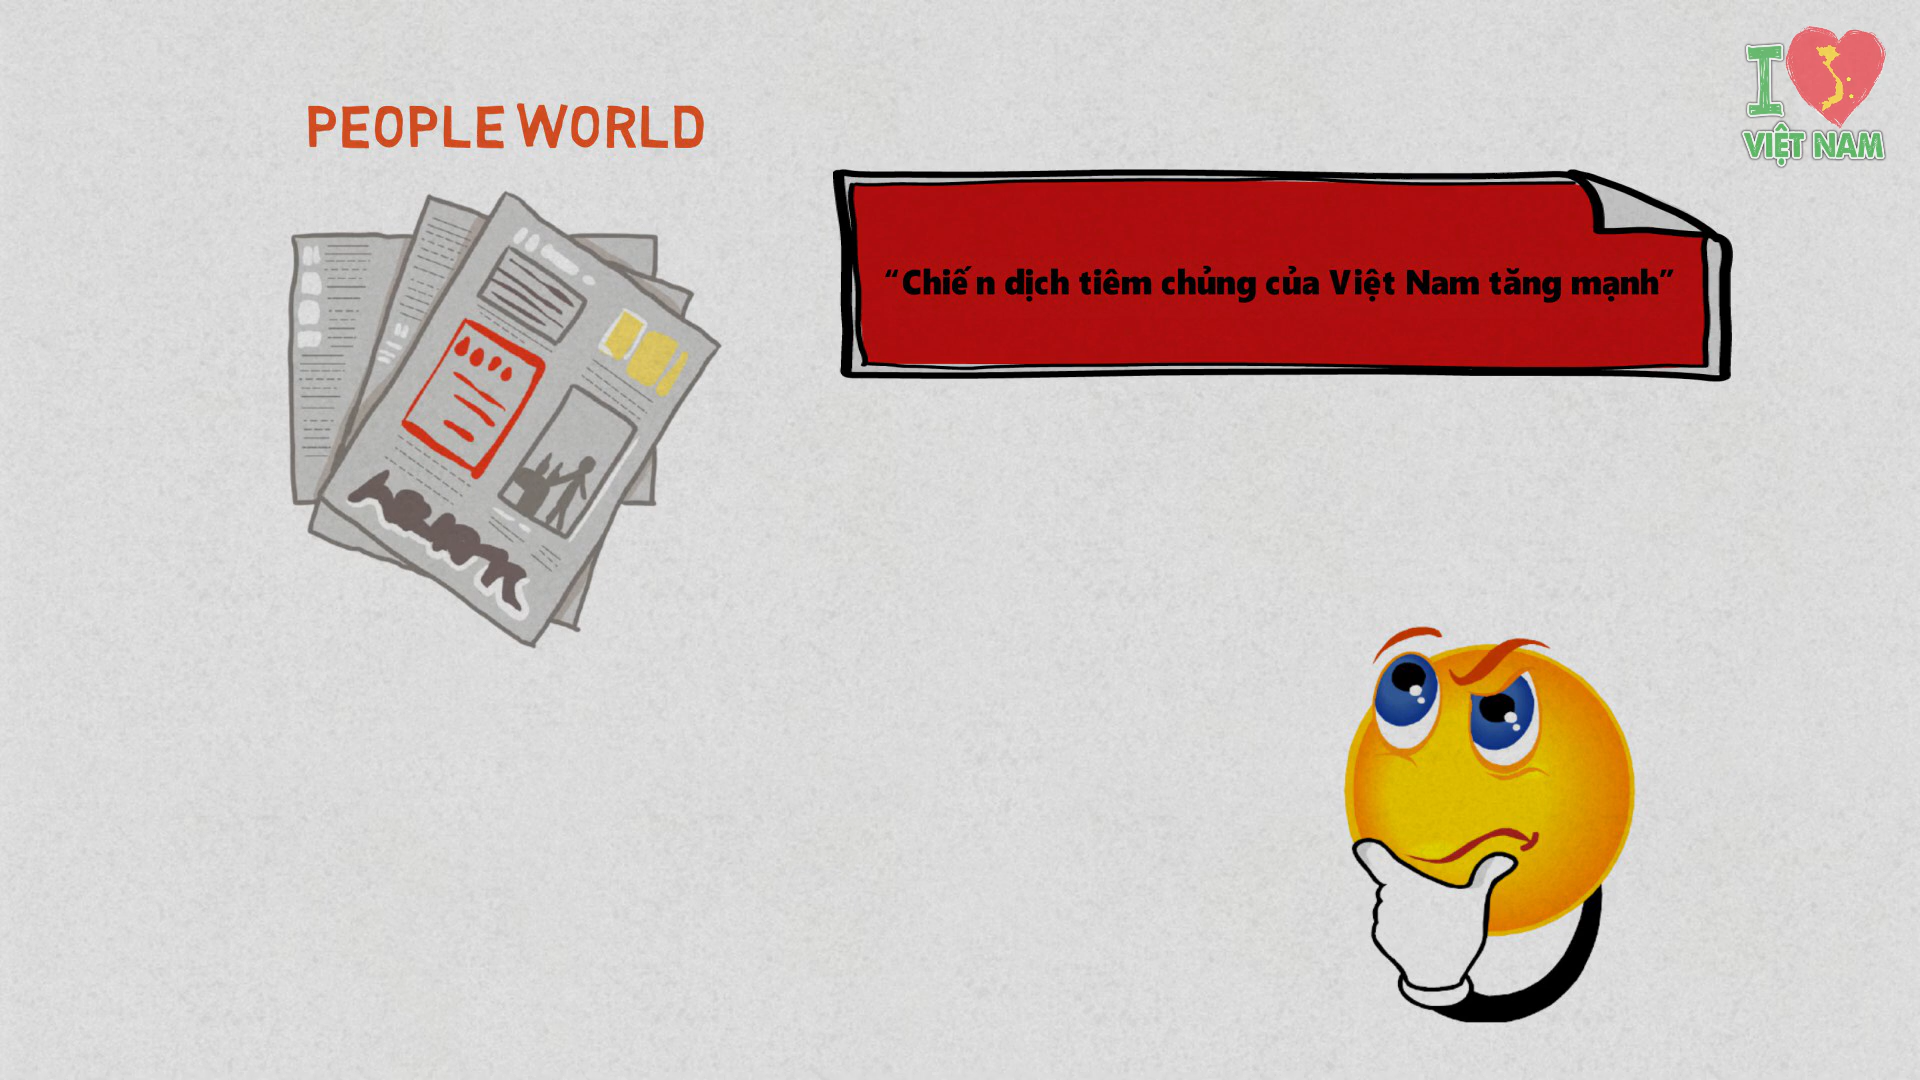 PEOPLE WORLD
I
VIỆT NAM
“Chiến dịch tiêm chủng của Việt Nam tăng mạnh”